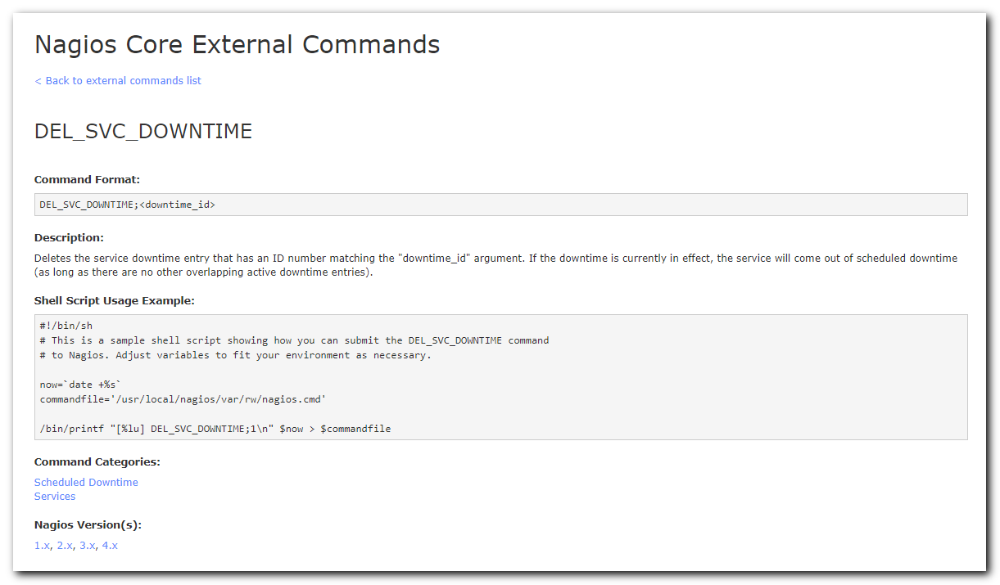 Nagios Core External Commands
< Back to external commands list
DEL_SVC_DOWNTIME
Command Format:
DEL_SVC_DOWNTIME;<downtime_id>
Description:
Deletes the service downtime entry that has an ID number matching the "downtime_id" argument. If the downtime is currently in effect, the service will come out of scheduled downtime
(as long as there are no other overlapping active downtime entries).
Shell Script Usage Example:
#!/bin/sh
# This is a sample shell script showing how you can submit the DEL_SVC_DOWNTIME command
# to Nagios. Adjust variables to fit your environment as necessary.
now=`date +%s`
commandfile='/usr/local/nagios/var/rw/nagios.cmd'
/bin/printf "[%lu] DEL_SVC_DOWNTIME;1\n" $now > $commandfile
Command Categories:
Scheduled Downtime
Services
Nagios Version(s):
1.x, 2.x, 3.x, 4.x